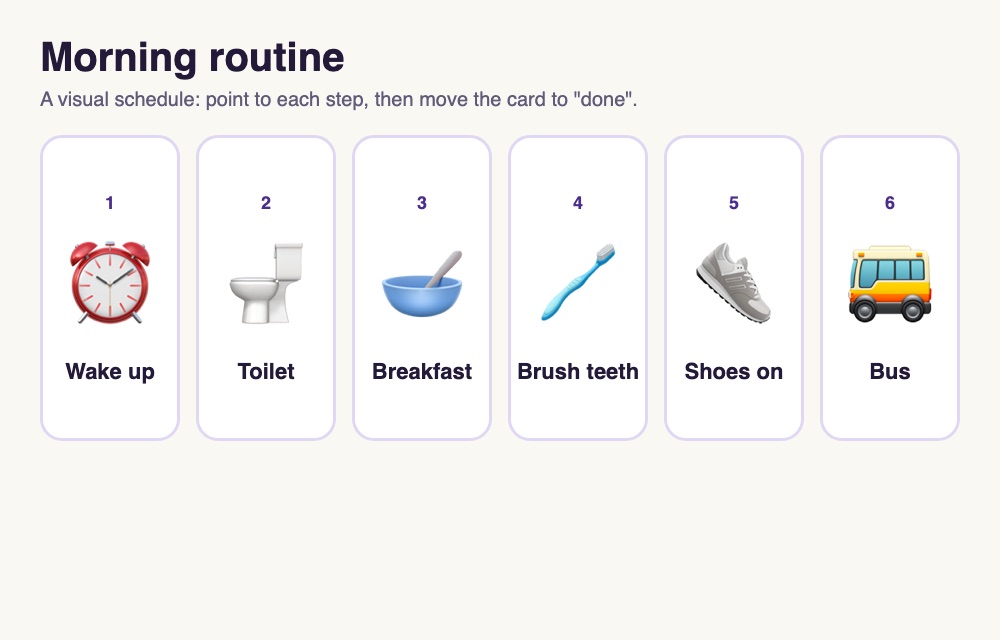 Morning routine
A visual schedule: point to each step, then move the card to "done".
1
Wake up
2
Toilet
3
Breakfast
4
Brush teeth
5
Shoes on
6
Bus